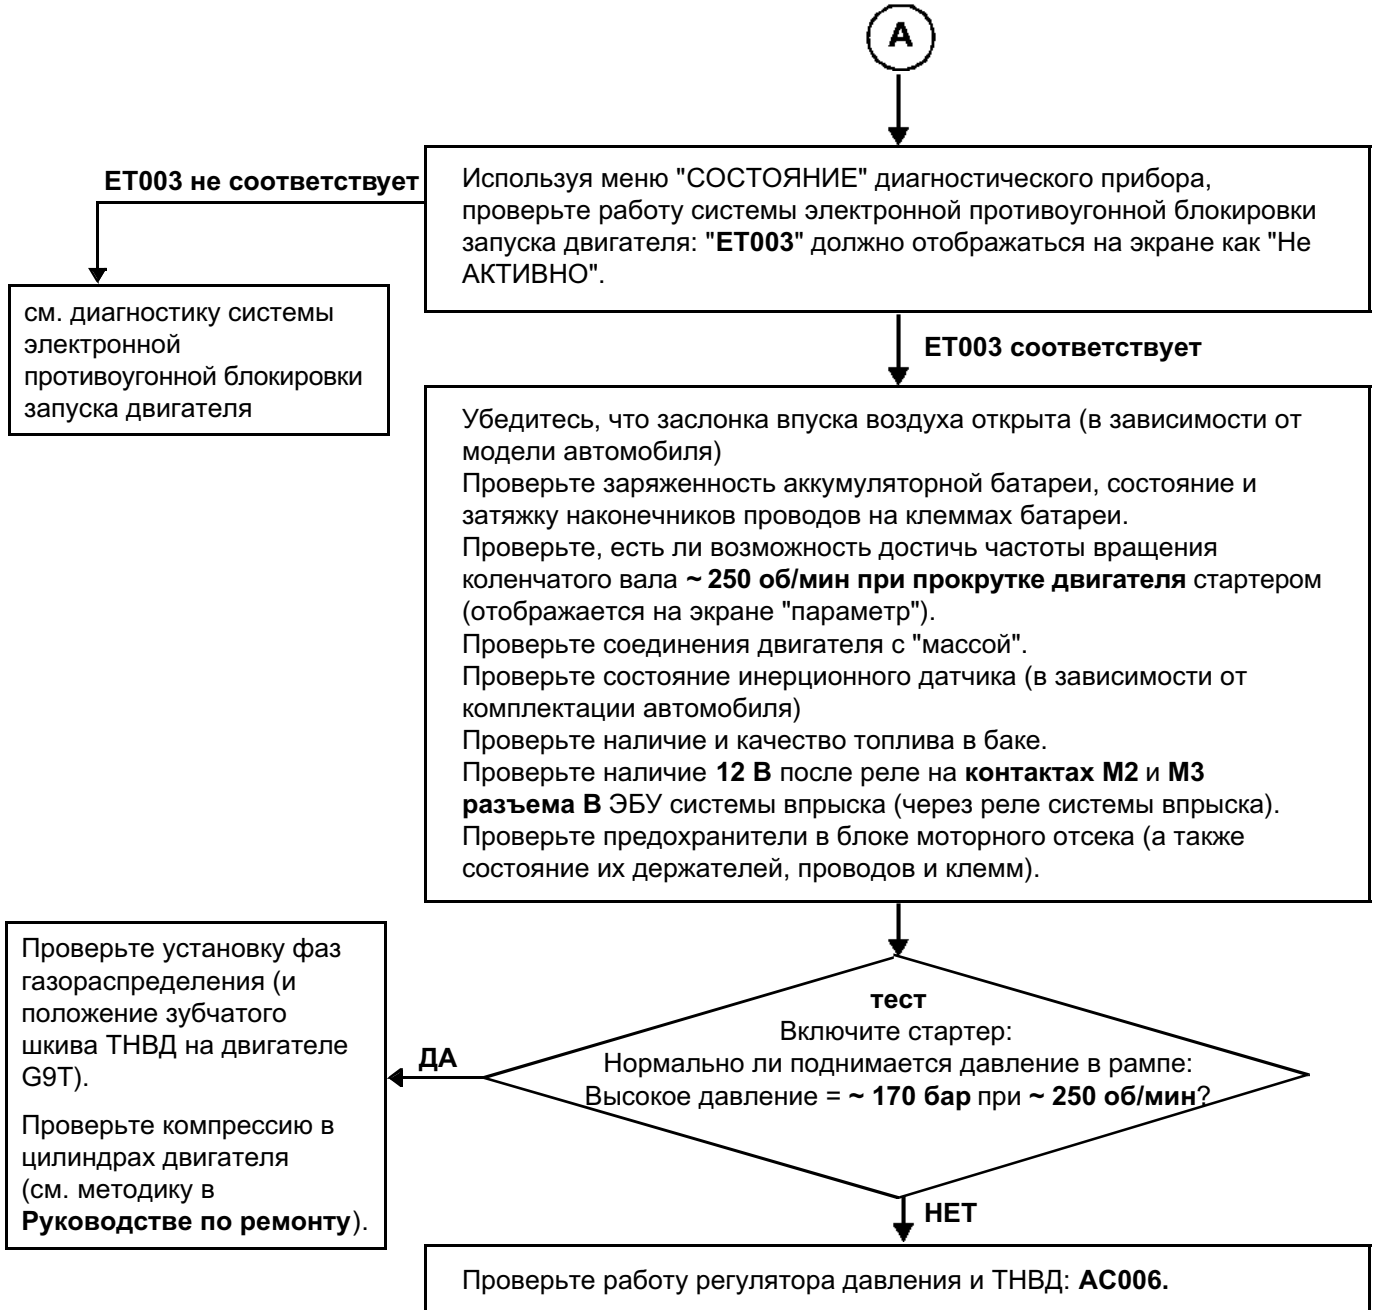 A
ET003 не соответствует
Используя меню "СОСТОЯНИЕ" диагностического прибора,
проверьте работу системы электронной противоугонной блокировки
запуска двигателя: "ET003" должно отображаться на экране как "Не
АКТИВНО".
см. диагностику системы
электронной
противоугонной блокировки
запуска двигателя
ET003 соответствует
Убедитесь, что заслонка впуска воздуха открыта (в зависимости от
модели автомобиля)
Проверьте заряженность аккумуляторной батареи, состояние и
затяжку наконечников проводов на клеммах батареи.
Проверьте, есть ли возможность достичь частоты вращения
коленчатого вала ~ 250 об/мин при прокрутке двигателя стартером
(отображается на экране "параметр").
Проверьте соединения двигателя с "массой".
Проверьте состояние инерционного датчика (в зависимости от
комплектации автомобиля)
Проверьте наличие и качество топлива в баке.
Проверьте наличие 12 В после реле на контактах M2 и M3
разъема B ЭБУ системы впрыска (через реле системы впрыска).
Проверьте предохранители в блоке моторного отсека (а также
состояние их держателей, проводов и клемм).
Проверьте установку фаз
газораспределения (и
положение зубчатого
шкива ТНВД на двигателе
G9T).
Проверьте компрессию в
цилиндрах двигателя
(см. методику в
Руководстве по ремонту).
ДА
тест
Включите стартер:
Нормально ли поднимается давление в рампе:
Высокое давление = ~ 170 бар при ~ 250 об/мин?
НЕТ
Проверьте работу регулятора давления и ТНВД: AC006.